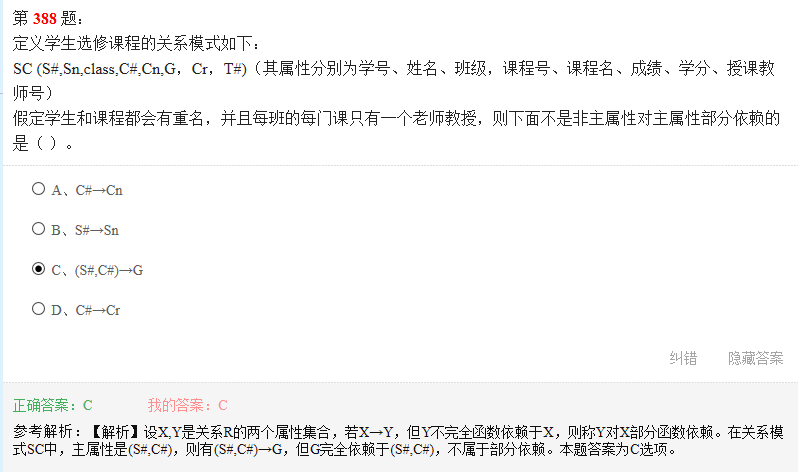 第 388 题:
定义学生选修课程的关系模式如下：
SC (S#,Sn,class,C#,Cn,G，Cr，T#)（其属性分别为学号、姓名、班级，课程号、课程名、成绩、学分、授课教
师号）
假定学生和课程都会有重名，并且每班的每门课只有一个老师教授，则下面不是非主属性对主属性部分依赖的
是（ ）。
A、C#→Cn
B、S#→Sn
C、(S#,C#)→G
D、C#→Cr
纠错 隐藏答案
正确答案：C 我的答案：C
参考解析：【解析】设X,Y是关系R的两个属性集合，若X→Y，但Y不完全函数依赖于X，则称Y对X部分函数依赖。在关系模
式SC中，主属性是(S#,C#)，则有(S#,C#)→G，但G完全依赖于(S#,C#)，不属于部分依赖。本题答案为C选项。